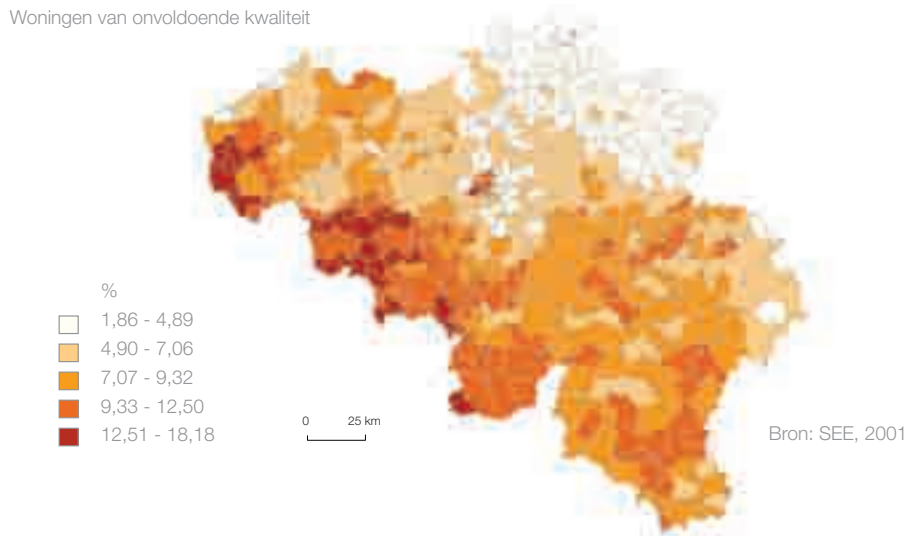 Woningen van onvoldoende kwaliteit
%
1,86 - 4,89
4,90 - 7,06
7,07 - 9,32
9,33 - 12,50
12,51 - 18,18
0 25 km
Bron: SEE, 2001